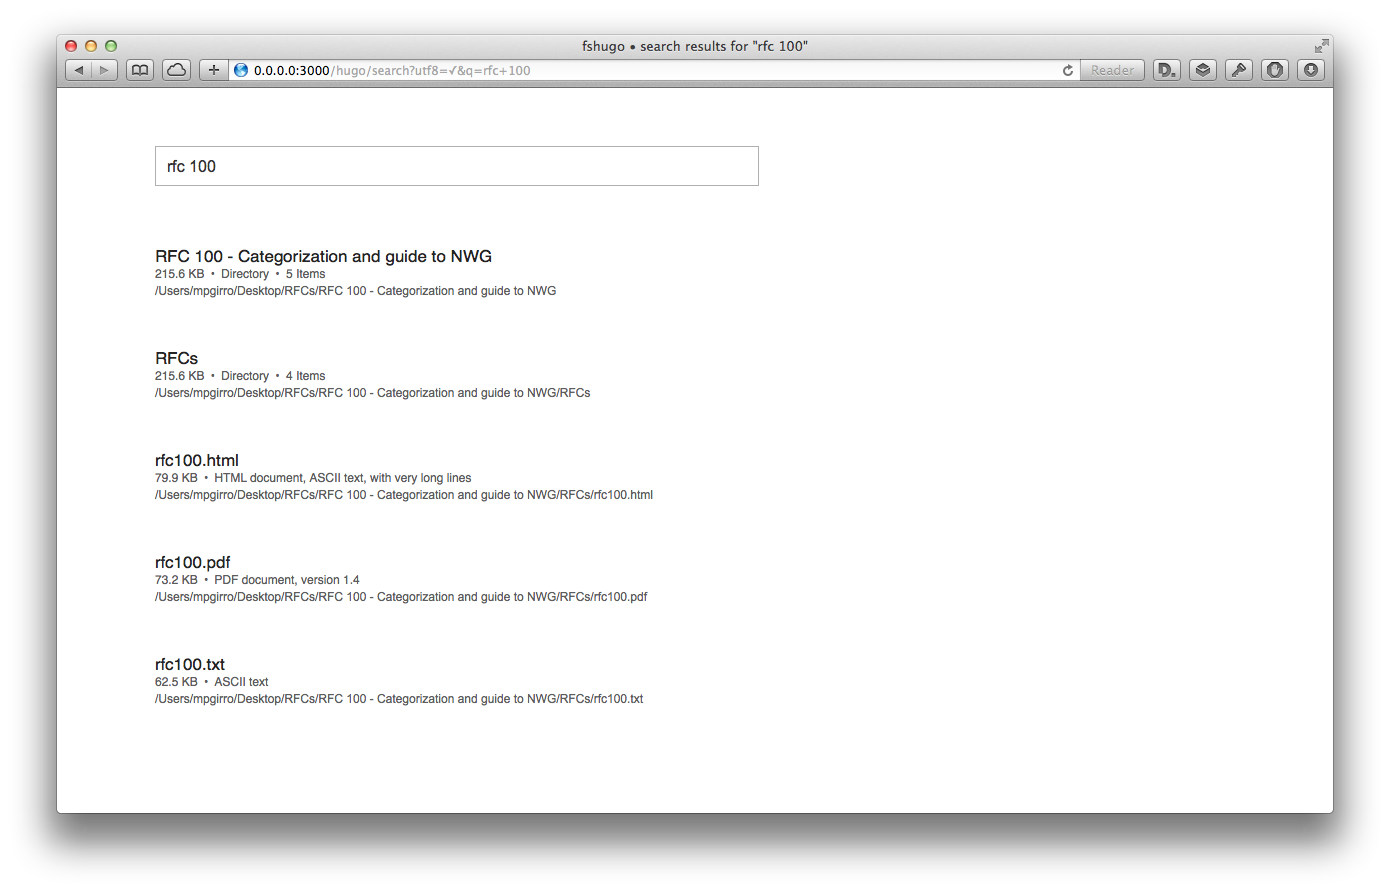 fshugo • search results for "rfc 100"
0.0.0.0:3000/hugo/search?utf8=✓&q=rfc+100
Reader
D.
rfc 100
RFC 100 - Categorization and guide to NWG
215.6 KB • Directory • 5 Items
/Users/mpgirro/Desktop/RFCs/RFC 100 - Categorization and guide to NWG
RFCs
215.6 KB • Directory • 4 Items
/Users/mpgirro/Desktop/RFCs/RFC 100 - Categorization and guide to NWG/RFCs
rfc100.html
79.9 KB • HTML document, ASCII text, with very long lines
/Users/mpgirro/Desktop/RFCs/RFC 100 - Categorization and guide to NWG/RFCs/rfc100.html
rfc100.pdf
73.2 KB • PDF document, version 1.4
/Users/mpgirro/Desktop/RFCs/RFC 100 - Categorization and guide to NWG/RFCs/rfc100.pdf
rfc100.txt
62.5 KB • ASCII text
/Users/mpgirro/Desktop/RFCs/RFC 100 - Categorization and guide to NWG/RFCs/rfc100.txt